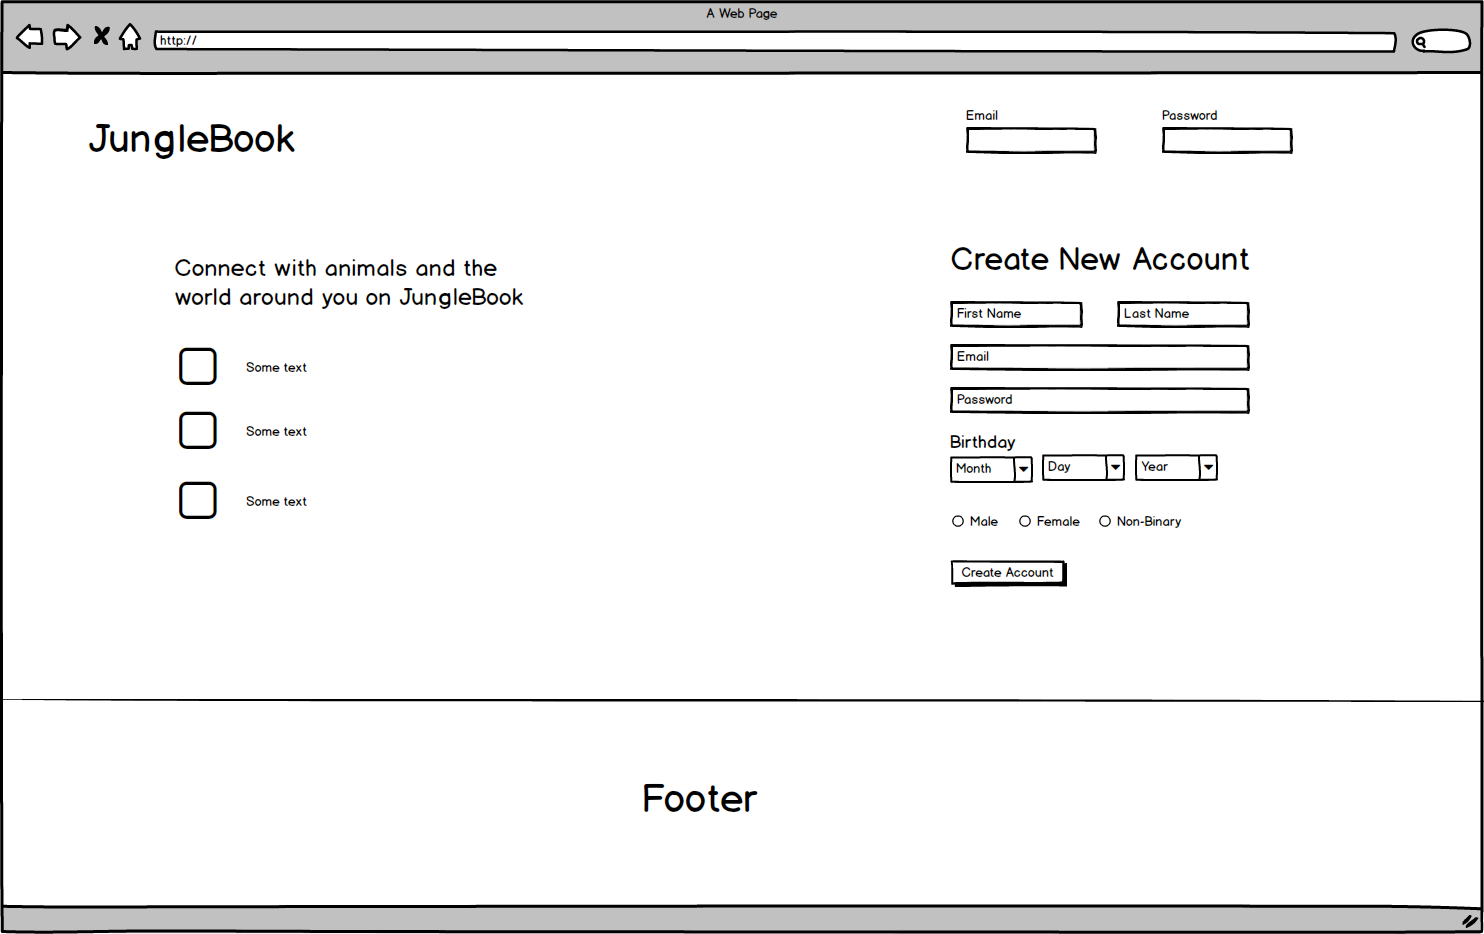 A Web Page
http://
JungleBook
Email
Password
Connect with animals and the
world around you on JungleBook
Some text
Some text
Some text
Create New Account
First Name
Last Name
Email
Password
Birthday
Month
Day
Year
Male
Female
Non-Binary
Create Account
Footer